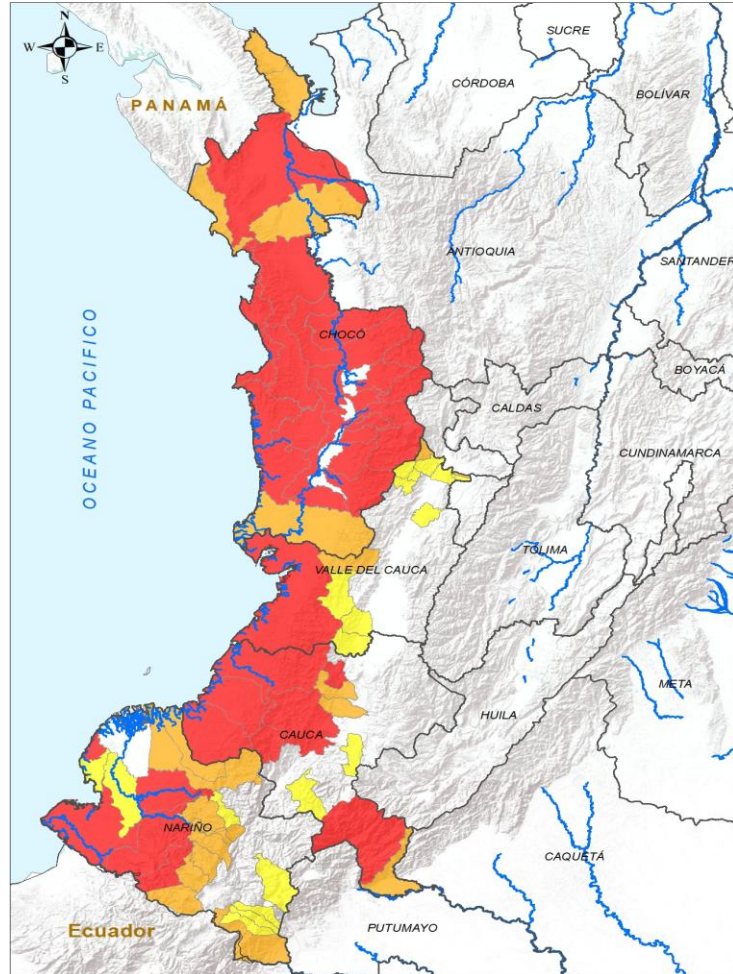 SUCRE
N
W E
S
CÓRDOBA
PANAMÁ
BOLÍVAR
ANTIOQUIA
SANTANDER
CHOCÓ
BOYACÁ
OCEANO PACIFICO
CALDAS
CUNDINAMARCA
TOLIMA
VALLE DEL CAUCA
META
HUILA
CAUCA
NARIÑO
CAQUETÁ
PUTUMAYO
Ecuador